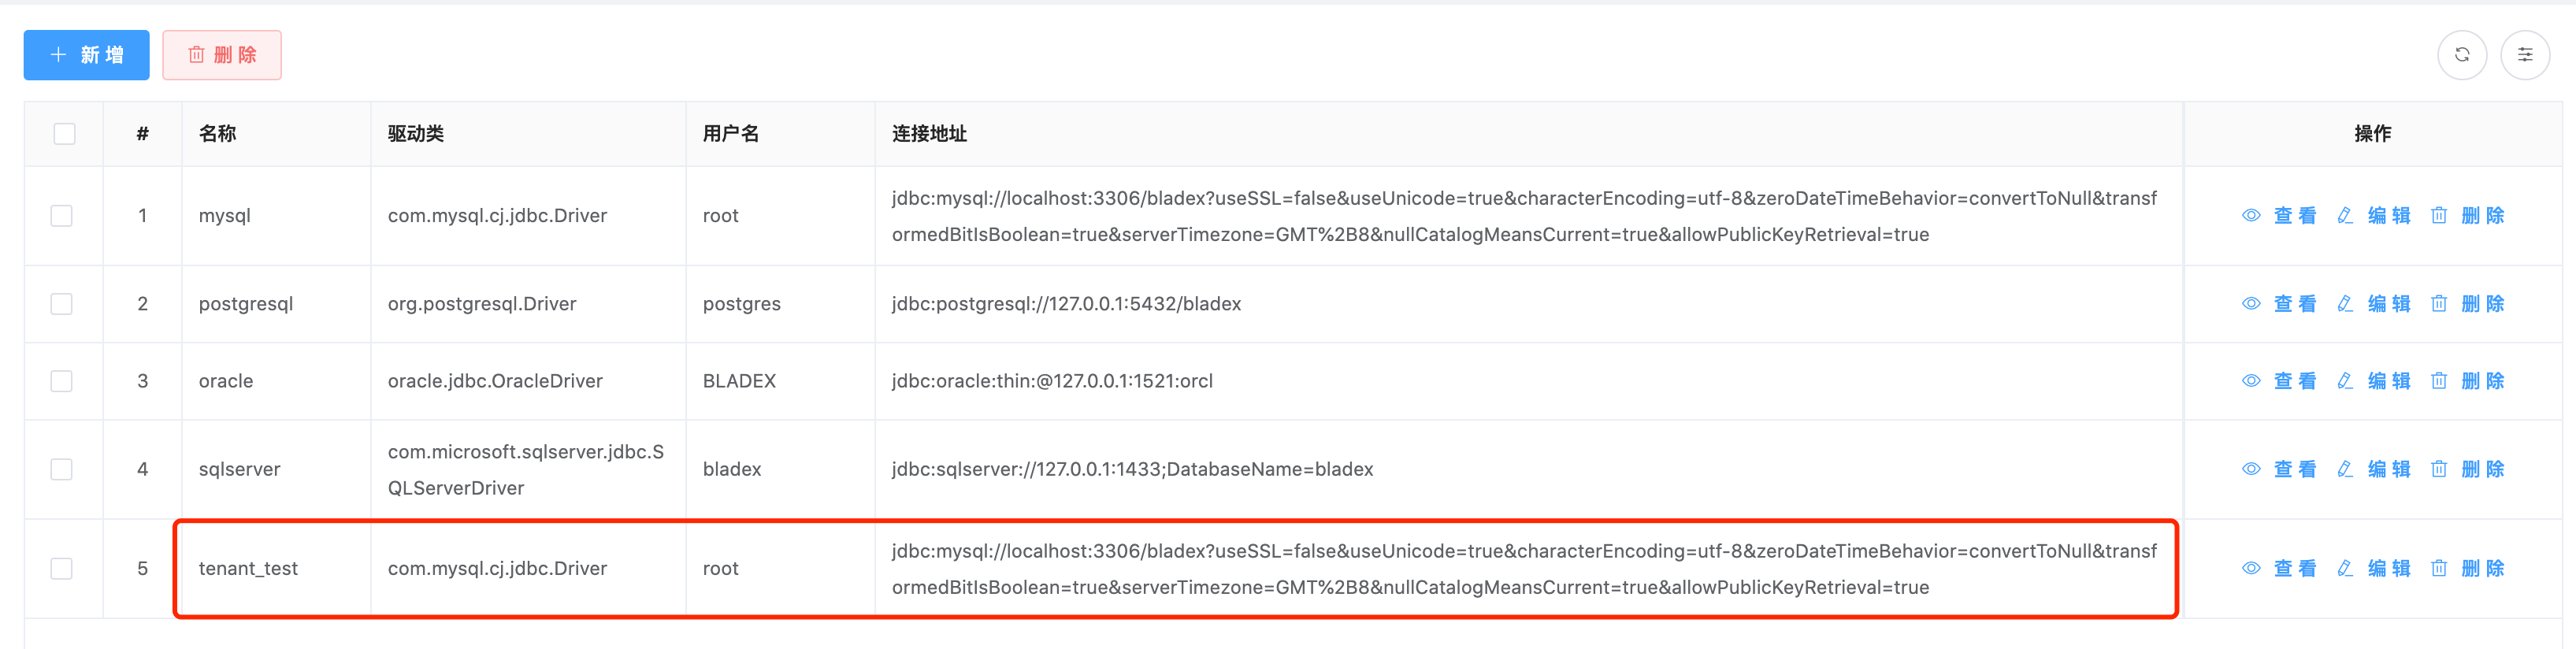 新增 删除
# 名称 驱动类 用户名 连接地址 操作
1 mysql com.mysql.cj.jdbc.Driver root jdbc:mysql://localhost:3306/bladex?useSSL=false&useUnicode=true&characterEncoding=utf-8&zeroDateTimeBehavior=convertToNull&transf
ormedBitIsBoolean=true&serverTimezone=GMT%2B8&nullCatalogMeansCurrent=true&allowPublicKeyRetrieval=true 查看 编辑 删除
2 postgresql org.postgresql.Driver postgres jdbc:postgresql://127.0.0.1:5432/bladex 查看 编辑 删除
3 oracle oracle.jdbc.OracleDriver BLADEX jdbc:oracle:thin:@127.0.0.1:1521:orcl 查看 编辑 删除
4 sqlserver com.microsoft.sqlserver.jdbc.S
QLServerDriver bladex jdbc:sqlserver://127.0.0.1:1433;DatabaseName=bladex 查看 编辑 删除
5 tenant_test com.mysql.cj.jdbc.Driver root jdbc:mysql://localhost:3306/bladex?useSSL=false&useUnicode=true&characterEncoding=utf-8&zeroDateTimeBehavior=convertToNull&transf
ormedBitIsBoolean=true&serverTimezone=GMT%2B8&nullCatalogMeansCurrent=true&allowPublicKeyRetrieval=true 查看 编辑 删除